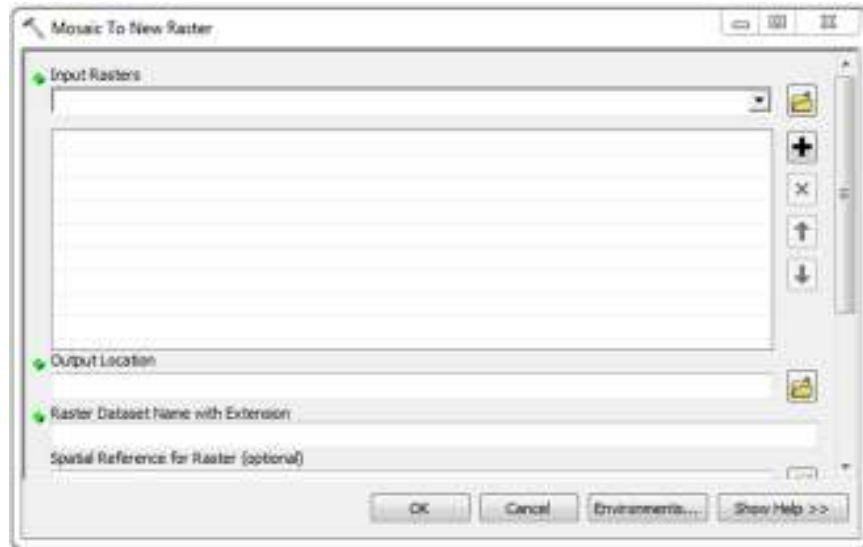 Mosaic To New Raster
Input Rasters
Output Location
Raster Dataset Name with Extension
Spatial Reference for Raster (optional)
OK
Cancel
Environments...
Show Help >>